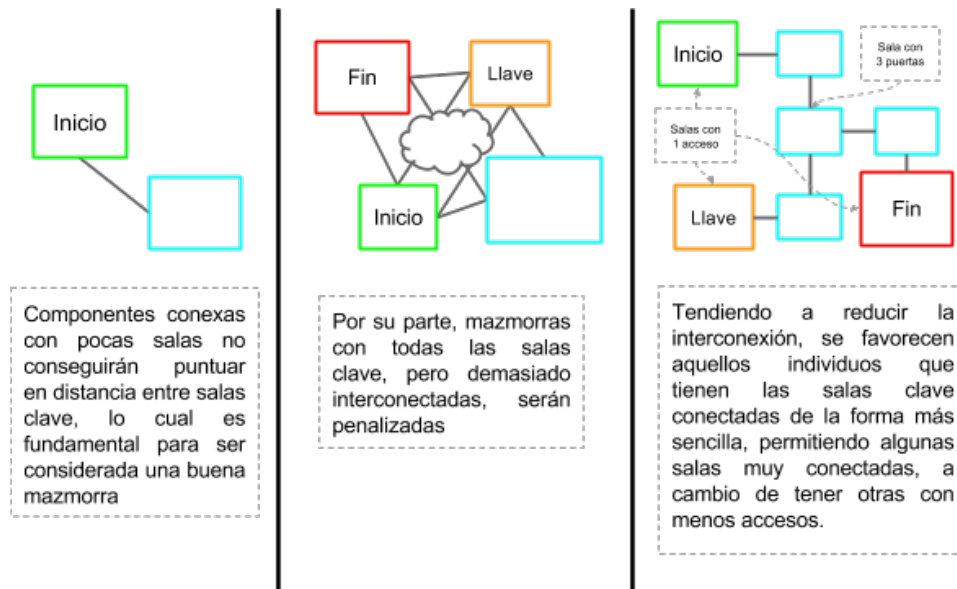 Inicio
Componentes conexas
con pocas salas no
conseguirán puntuar
en distancia entre salas
clave, lo cual es
fundamental para ser
considerada una buena
mazmorra
Fin
Llave
Inicio
Por su parte, mazmorras
con todas las salas
clave, pero demasiado
interconectadas, serán
penalizadas
Inicio
Sala con
3 puertas
Salas con
1 acceso
Llave
Fin
Tendiendo a reducir la
interconexión, se favorecen
aquellos individuos que
tienen las salas clave
conectadas de la forma más
sencilla, permitiendo algunas
salas muy conectadas, a
cambio de tener otras con
menos accesos.